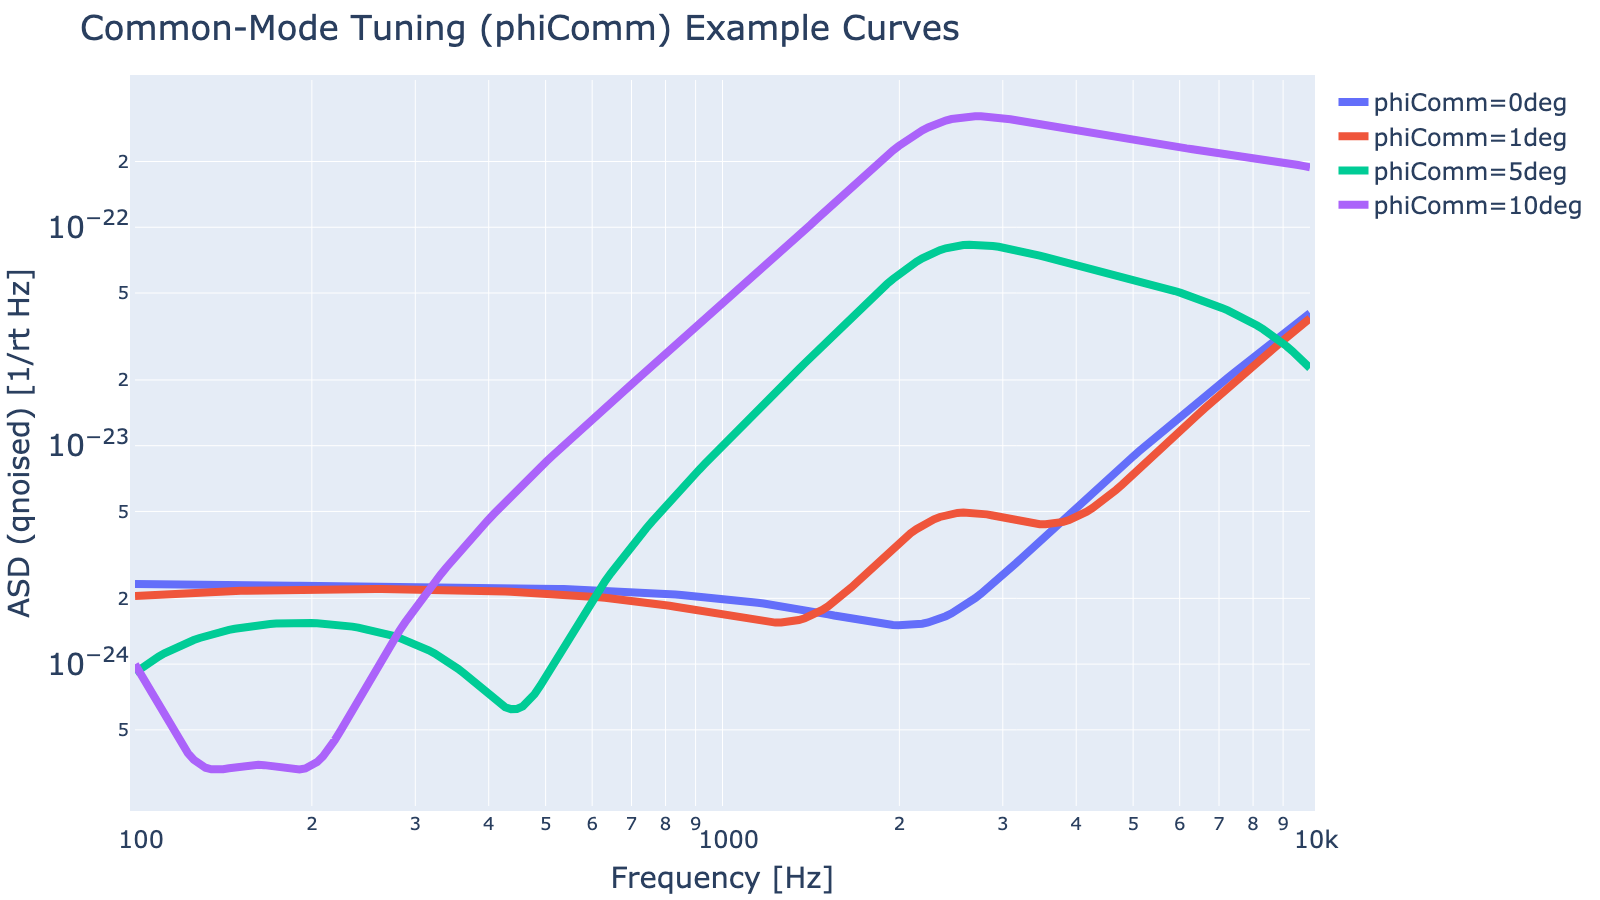 Common-Mode Tuning (phiComm) Example Curves
phiComm=0deg
phiComm=1deg
phiComm=5deg
phiComm=10deg
ASD (qnoised) [1/rt Hz]
2
10−22
5
2
10−23
5
2
10−24
5
100 2 3 4 5 6 7 8 9 1000 2 3 4 5 6 7 8 9 10k
Frequency [Hz]